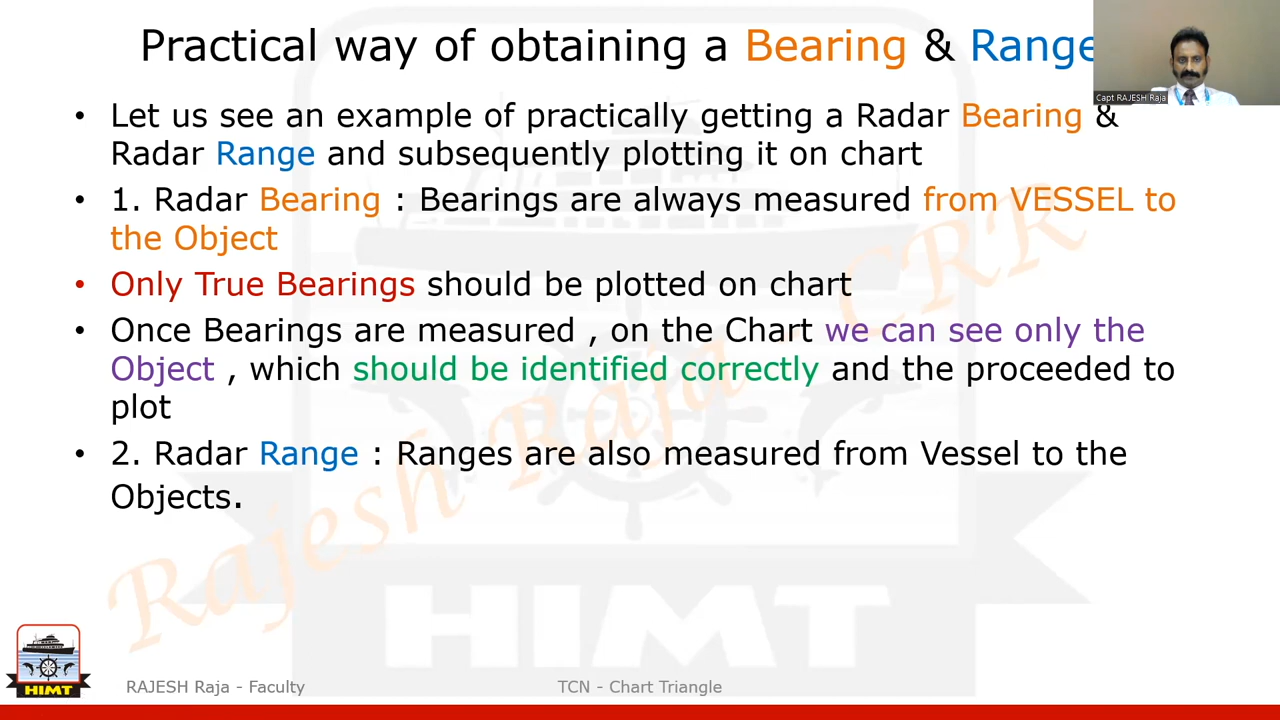 Practical way of obtaining a Bearing & Range
Capt RAJESH Raja
• Let us see an example of practically getting a Radar Bearing &
Radar Range and subsequently plotting it on chart
• 1. Radar Bearing : Bearings are always measured from VESSEL to
the Object
• Only True Bearings should be plotted on chart
• Once Bearings are measured , on the Chart we can see only the
Object , which should be identified correctly and the proceeded to
plot
• 2. Radar Range : Ranges are also measured from Vessel to the
Objects.
Rajesh Raja - CRR
HIMT
HIMT
RAJESH Raja - Faculty
TCN - Chart Triangle